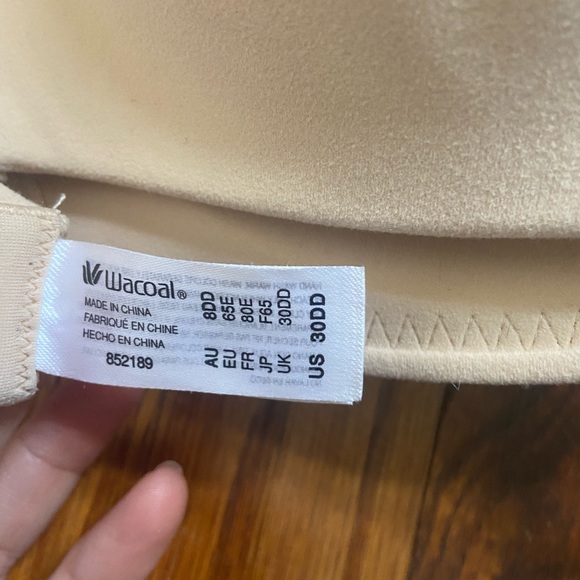 Wacoal®
MADE IN CHINA
FABRIQUÉ EN CHINE
HECHO EN CHINA
852189
AU 8DD
EU 65E
FR 80E
JP F65
UK 30DD
US 30DD